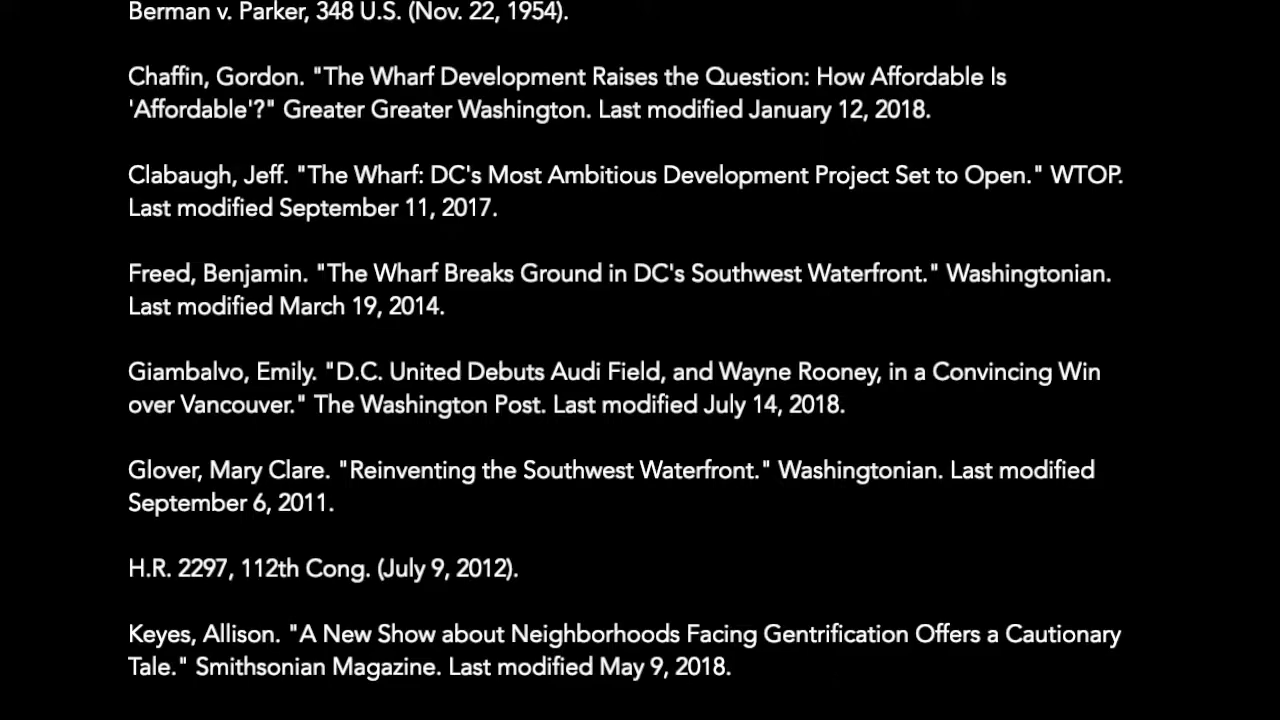 Berman v. Parker, 348 U.S. (Nov. 22, 1954).
Chaffin, Gordon. "The Wharf Development Raises the Question: How Affordable Is
'Affordable'?" Greater Greater Washington. Last modified January 12, 2018.
Clabaugh, Jeff. "The Wharf: DC's Most Ambitious Development Project Set to Open." WTOP.
Last modified September 11, 2017.
Freed, Benjamin. "The Wharf Breaks Ground in DC's Southwest Waterfront." Washingtonian.
Last modified March 19, 2014.
Giambalvo, Emily. "D.C. United Debuts Audi Field, and Wayne Rooney, in a Convincing Win
over Vancouver." The Washington Post. Last modified July 14, 2018.
Glover, Mary Clare. "Reinventing the Southwest Waterfront." Washingtonian. Last modified
September 6, 2011.
H.R. 2297, 112th Cong. (July 9, 2012).
Keyes, Allison. "A New Show about Neighborhoods Facing Gentrification Offers a Cautionary
Tale." Smithsonian Magazine. Last modified May 9, 2018.